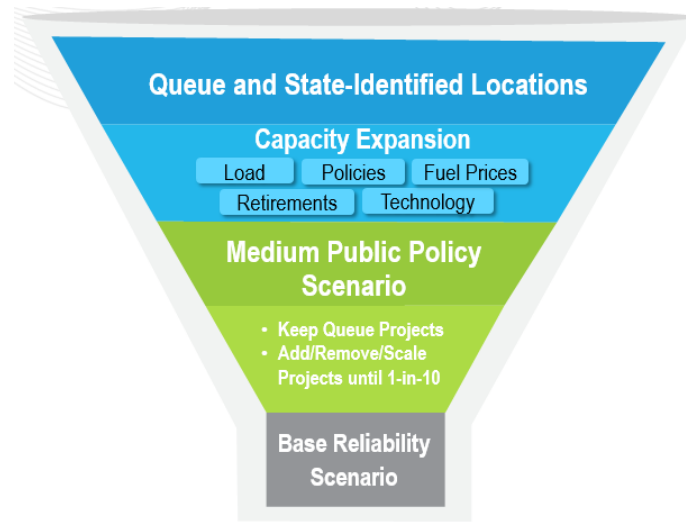 Queue and State-Identified Locations
Capacity Expansion
Load Policies Fuel Prices
Retirements Technology
Medium Public Policy
Scenario
• Keep Queue Projects
• Add/Remove/Scale
Projects until 1-in-10
Base Reliability
Scenario